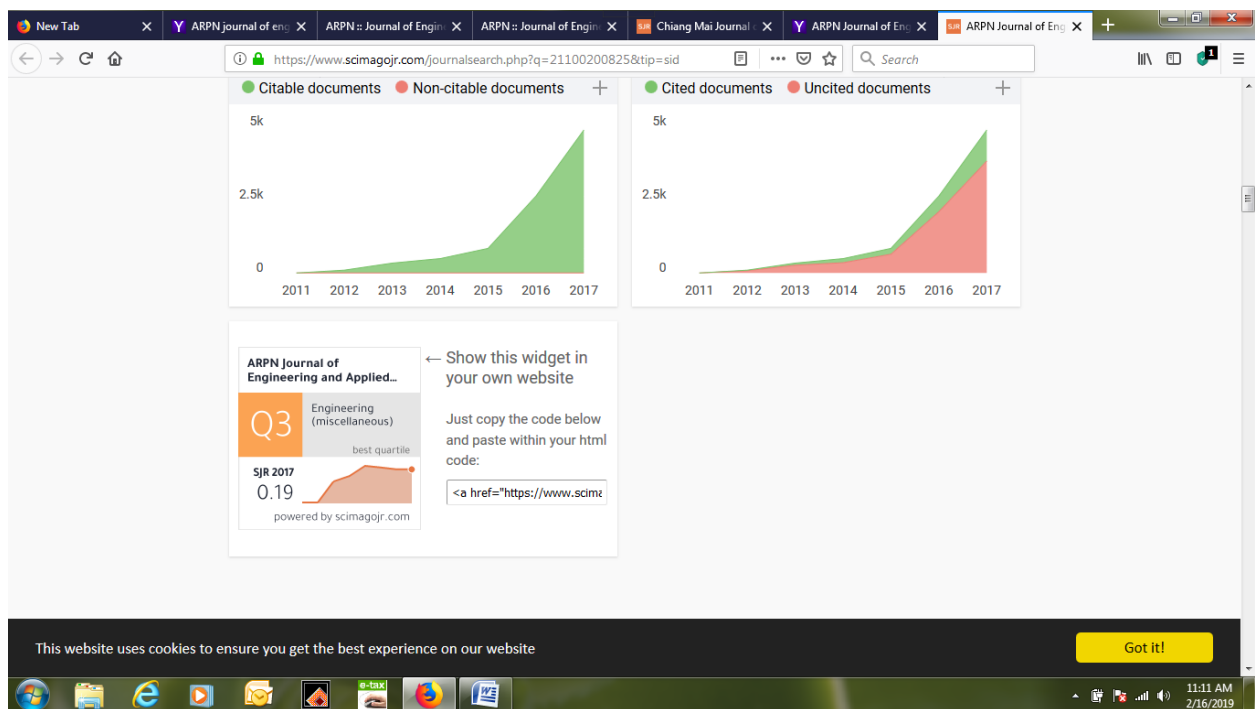 New Tab
ARPN journal of eng
ARPN :: Journal of Engin
ARPN :: Journal of Engin
SJR Chiang Mai Journal
ARPN Journal of Eng
SJR ARPN Journal of Eng
https://www.scimagojr.com/journalsearch.php?q=21100200825&tip=sid
Search
1
Citable documents Non-citable documents
5k
2.5k
0
2011 2012 2013 2014 2015 2016 2017
Cited documents Uncited documents
5k
2.5k
0
2011 2012 2013 2014 2015 2016 2017
ARPN Journal of
Engineering and Applied...
Q3
Engineering
(miscellaneous)
best quartile
SJR 2017
0.19
powered by scimagojr.com
← Show this widget in
your own website
Just copy the code below
and paste within your html
code:
<a href="https://www.scima
This website uses cookies to ensure you get the best experience on our website
Got it!
e-tax
11:11 AM
2/16/2019